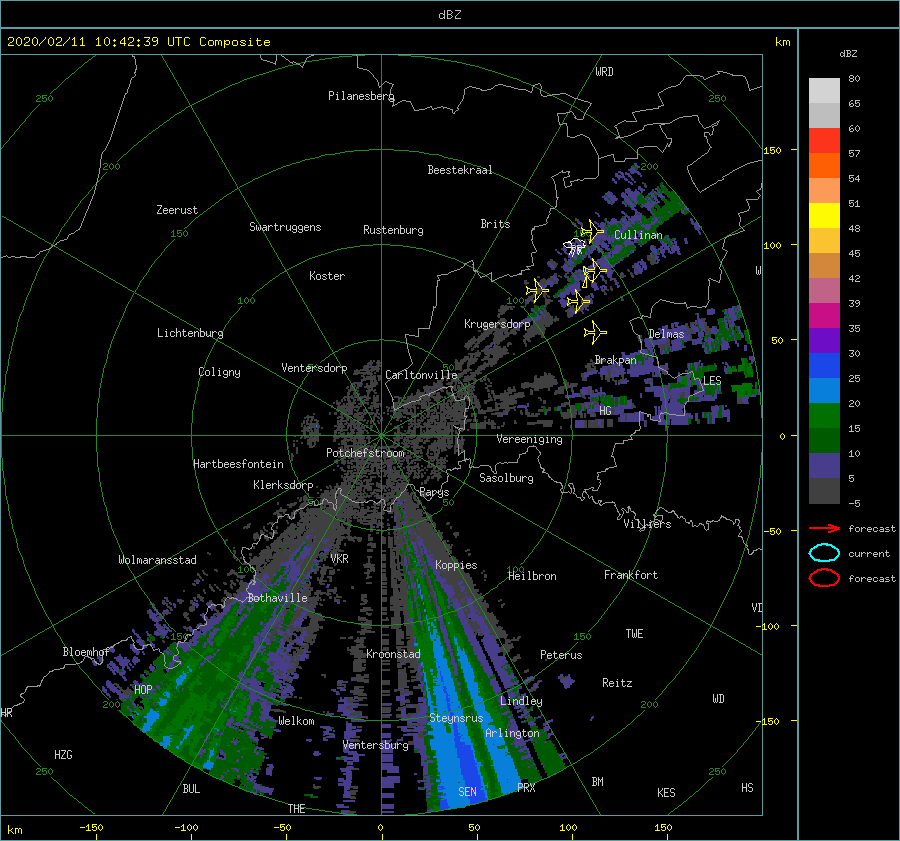 dBZ
2020/02/11 10:42:39 UTC Composite
km
dBZ
WRD
250
Pilanesberg
250
80
65
60
57
54
51
48
45
42
39
35
30
25
20
15
10
5
-5
forecast
current
forecast
150
200
200
Beestekraal
Zeerust
150
Swartruggens
Rustenburg
Brits
Cullinan
100
W
Koster
100
100
Krugersdorp
Lichtenburg
Delmas
50
Brakpan
Coligny
Ventersdorp
Carltonville
LES
HG
Vereeniging
0
Potchefstroom
Hartbeesfontein
Klerksdorp
Sasolburg
Parys
50
50
Villiers
-50
Wolmaransstad
VKR
Koppies
100
100
Heilbron
Frankfort
Bothaville
VD
-100
150
150
TWE
Bloemhof
Kroonstad
Peterus
HOP
Reitz
WD
HR
200
Lindley
200
Welkom
Steynsrus
-150
Arlington
HZG
Ventersburg
250
250
BUL
SEN
PRX
BM
KES
HS
THE
km
-150
-100
-50
0
50
100
150